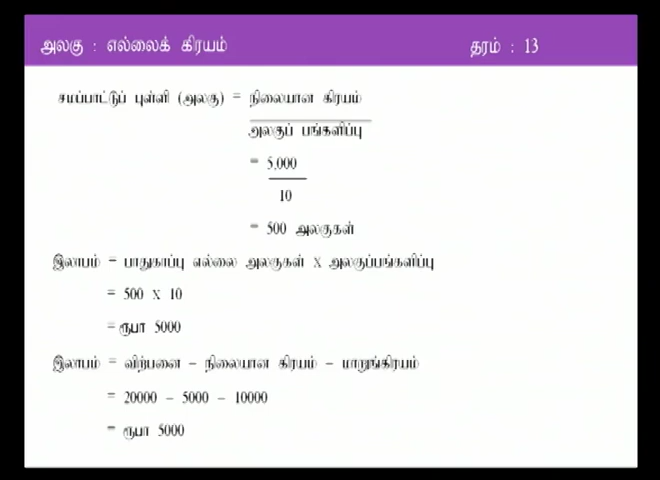 அலகு : எல்லைக் கிரயம்
தரம் : 13
சமப்பாட்டுப் புள்ளி (அலகு) = நிலையான கிரயம்
அலகுப் பங்களிப்பு
= 5,000
10
= 500 அலகுகள்
இலாபம் = பாதுகாப்பு எல்லை அலகுகள் x அலகுப்பங்களிப்பு
= 500 x 10
= ரூபா 5000
இலாபம் = விற்பனை – நிலையான கிரயம் – மாறுங்கிரயம்
= 20000 – 5000 – 10000
= ரூபா 5000